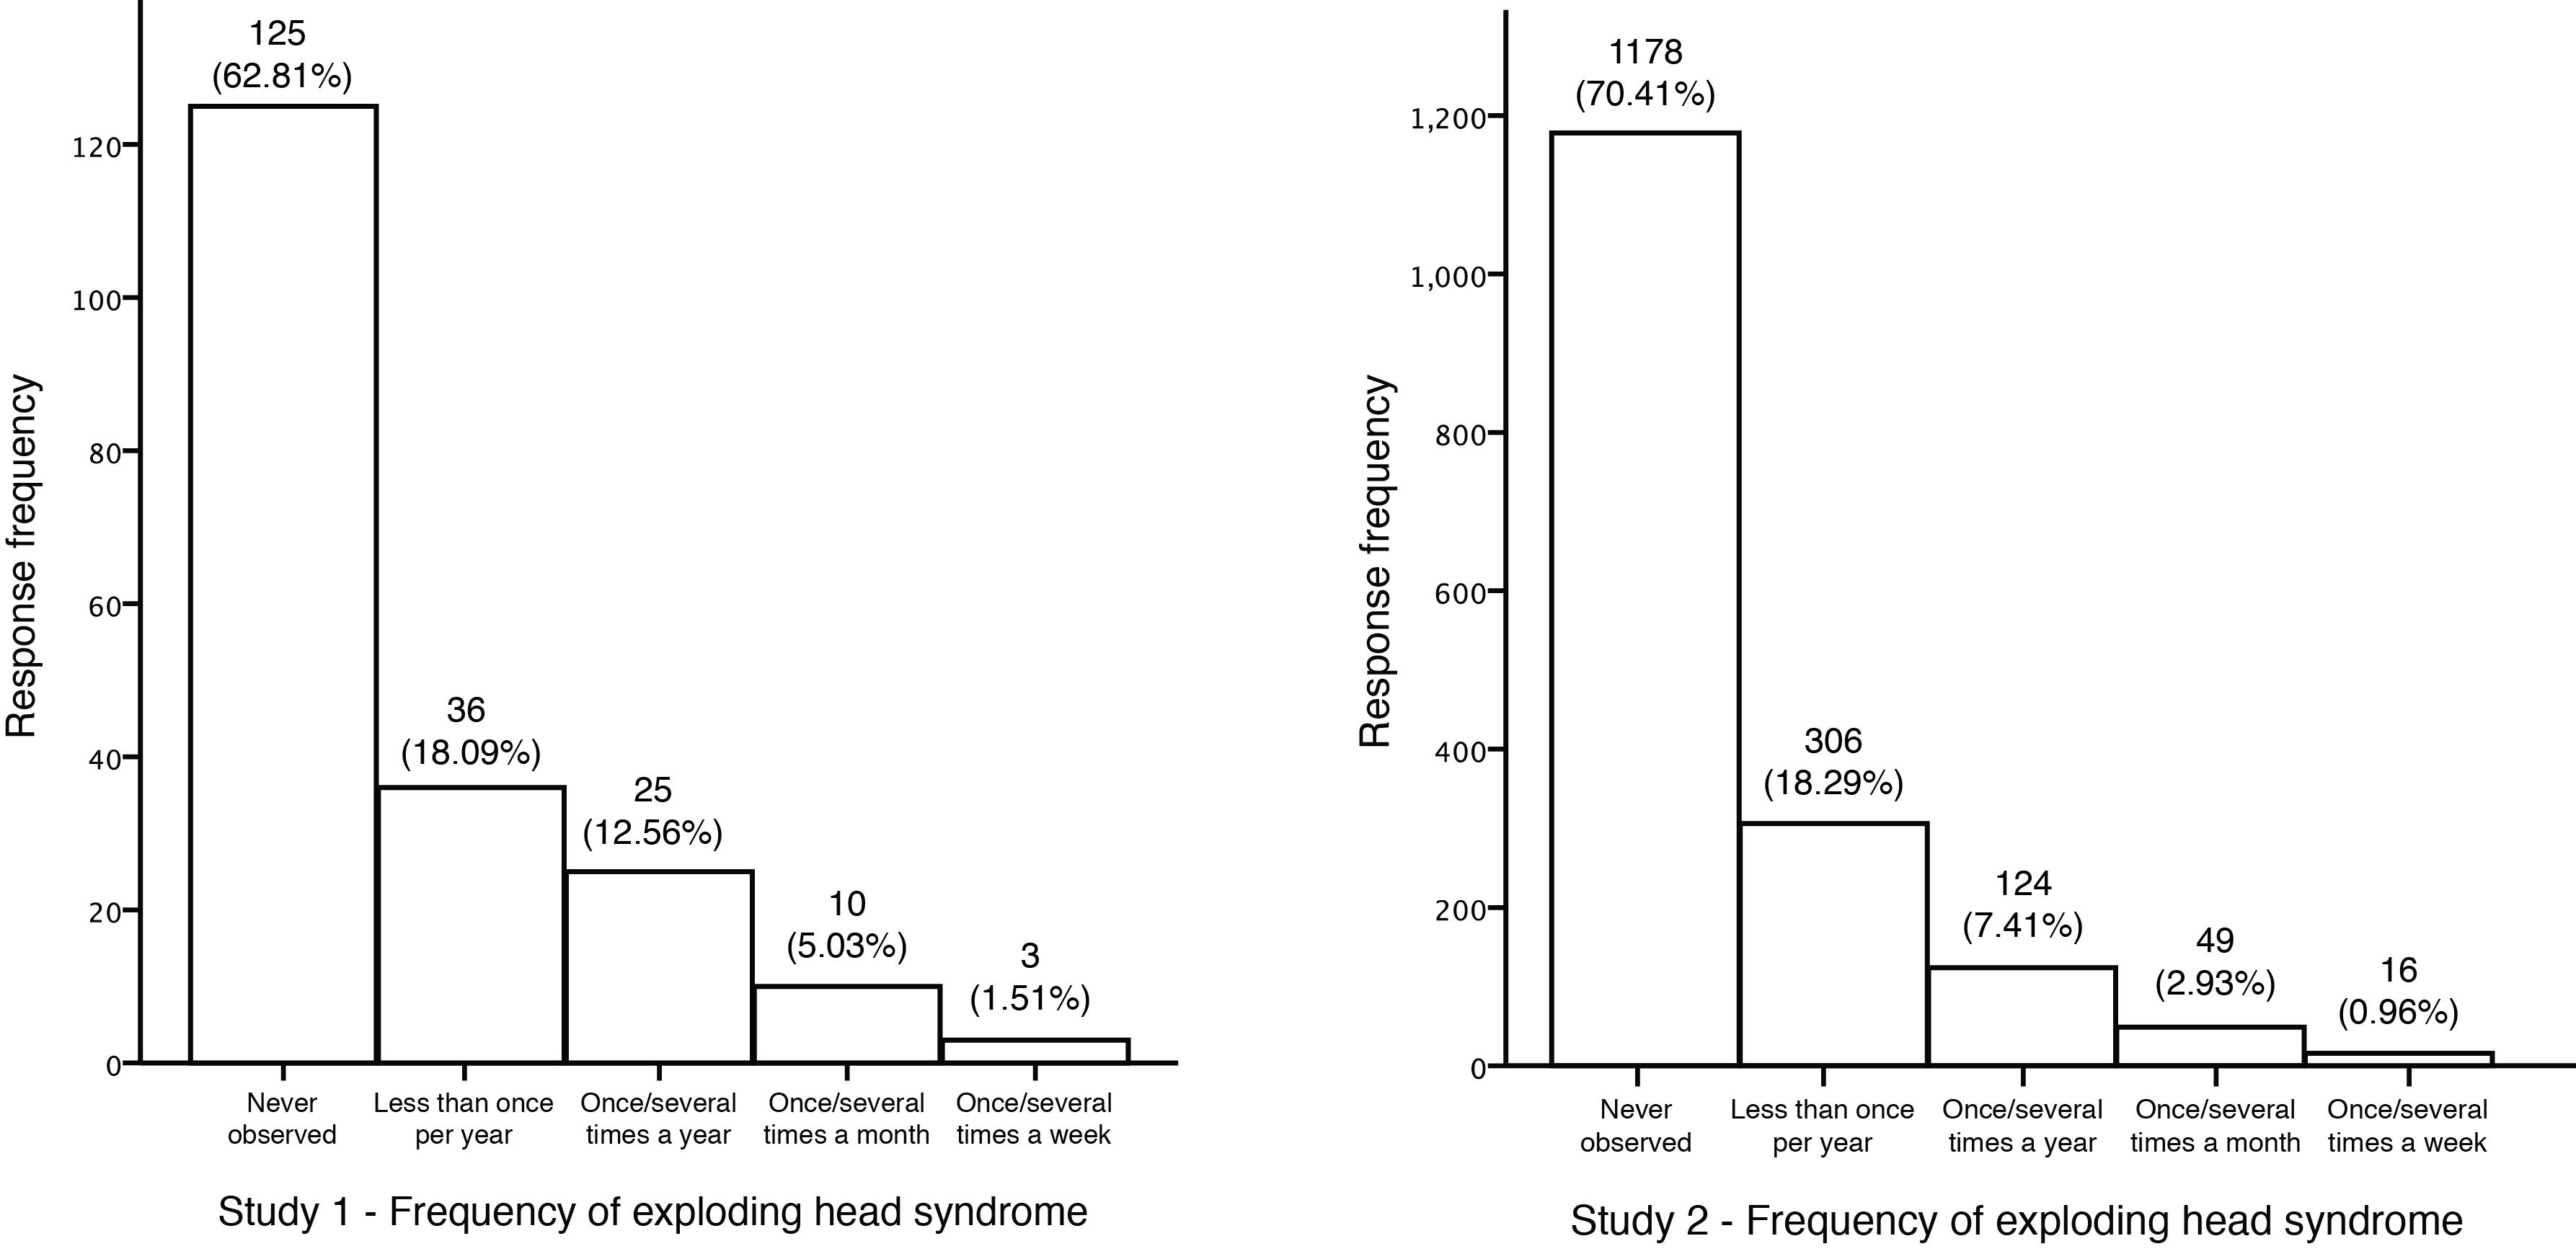 Response frequency
125
(62.81%)
120
100
80
60
40
20
0
36
(18.09%)
25
(12.56%)
10
(5.03%)
3
(1.51%)
Never
observed
Less than once
per year
Once/several
times a year
Once/several
times a month
Once/several
times a week
Study 1 - Frequency of exploding head syndrome
Response frequency
1178
(70.41%)
1,200
1,000
800
600
400
200
0
306
(18.29%)
124
(7.41%)
49
(2.93%)
16
(0.96%)
Never
observed
Less than once
per year
Once/several
times a year
Once/several
times a month
Once/several
times a week
Study 2 - Frequency of exploding head syndrome